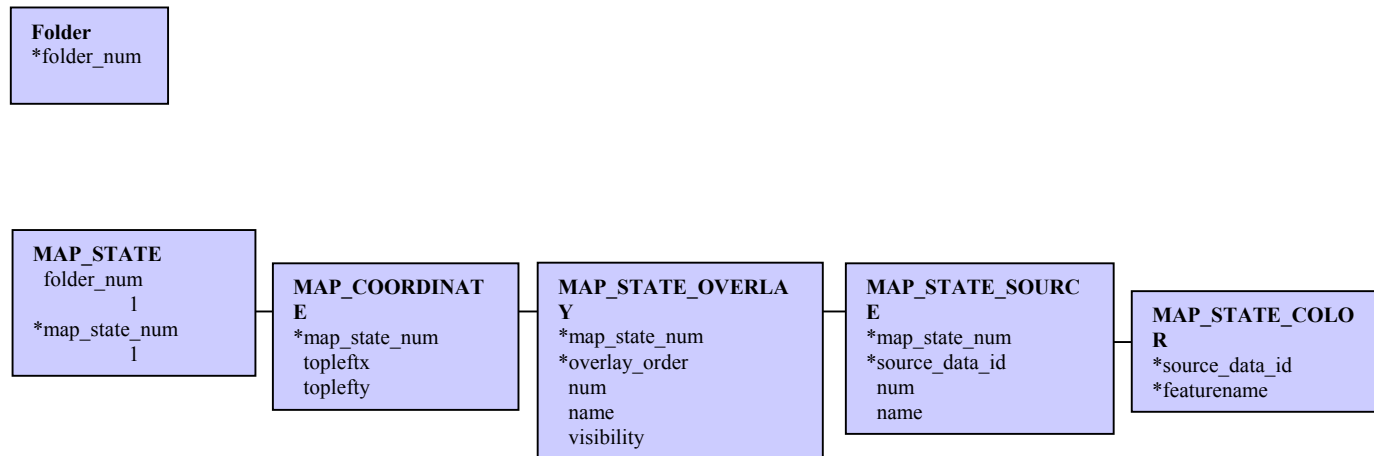 Folder
*folder_num
MAP_STATE
folder_num
1
*map_state_num
1
MAP_COORDINAT
E
*map_state_num
topleftx
toplefty
MAP_STATE_OVERLA
Y
*map_state_num
*overlay_order
num
name
visibility
MAP_STATE_SOURC
E
*map_state_num
*source_data_id
num
name
MAP_STATE_COLO
R
*source_data_id
*featurename